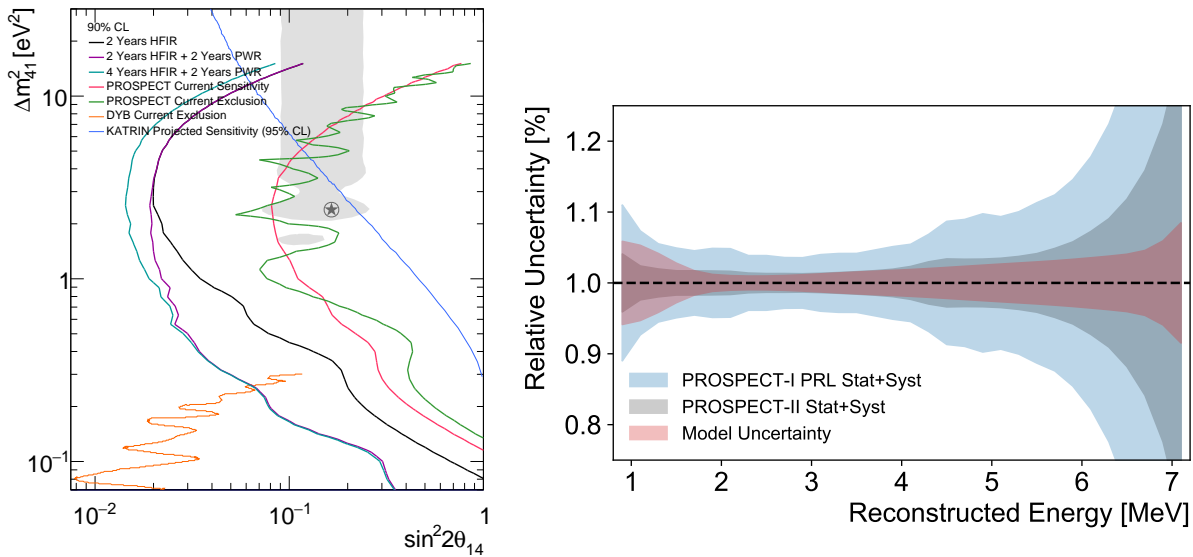 90% CL
2 Years HFIR
2 Years HFIR + 2 Years PWR
4 Years HFIR + 2 Years PWR
PROSPECT Current Sensitivity
PROSPECT Current Exclusion
DYB Current Exclusion
KATRIN Projected Sensitivity (95% CL)
Δm²₄₁ [eV²]
10
1
10⁻¹
10⁻²
10⁻¹
1
sin²2θ₁₄
Relative Uncertainty [%]
1.2
1.1
1.0
0.9
0.8
PROSPECT-I PRL Stat+Syst
PROSPECT-II Stat+Syst
Model Uncertainty
1 2 3 4 5 6 7
Reconstructed Energy [MeV]